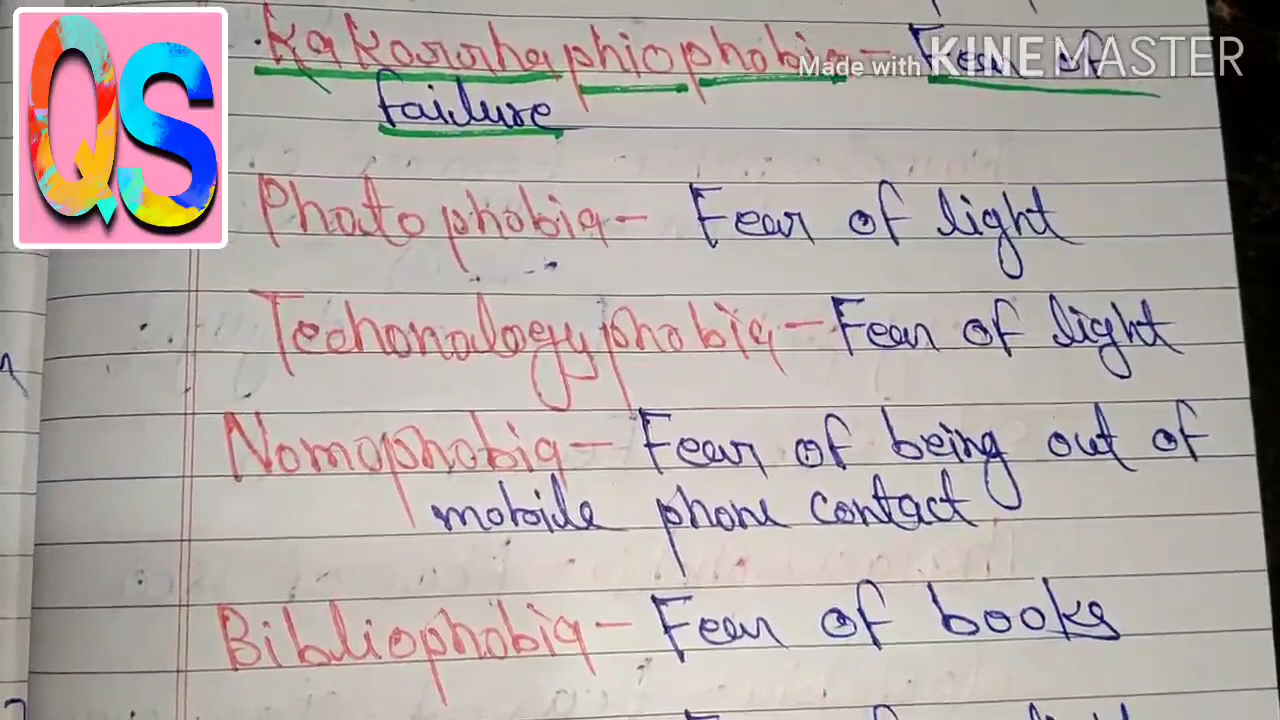 QS
Kakorrhaphiophobia - Fear of
Made with KINEMASTER
failure
Photophobia - Fear of light
Techonologyphobia - Fear of light
Nomophobia - Fear of being out of
mobile phone contact
Bibliophobia - Fear of books